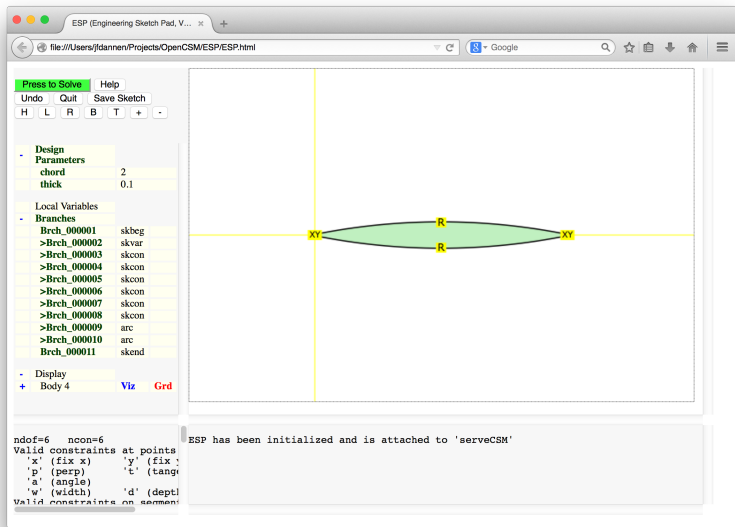 ESP (Engineering Sketch Pad, V... × +
file:///Users/jfdannen/Projects/OpenCSM/ESP/ESP.html
8 Google
Press to Solve Help
Undo Quit Save Sketch
H L R B T + -
- Design Parameters
chord 2
thick 0.1
Local Variables
- Branches
Brch_000001 skbeg
>Brch_000002 skvar
>Brch_000003 skcon
>Brch_000004 skcon
>Brch_000005 skcon
>Brch_000006 skcon
>Brch_000007 skcon
>Brch_000008 skcon
>Brch_000009 arc
>Brch_000010 arc
Brch_000011 skend
- Display
+ Body 4 Viz Grd
R
XY XY
R
ndof=6 ncon=6
Valid constraints at points
'x' (fix x) 'y' (fix y
'p' (perp) 't' (tange
'a' (angle)
'w' (width) 'd' (dept
Valid constraints on segmen
ESP has been initialized and is attached to 'serveCSM'